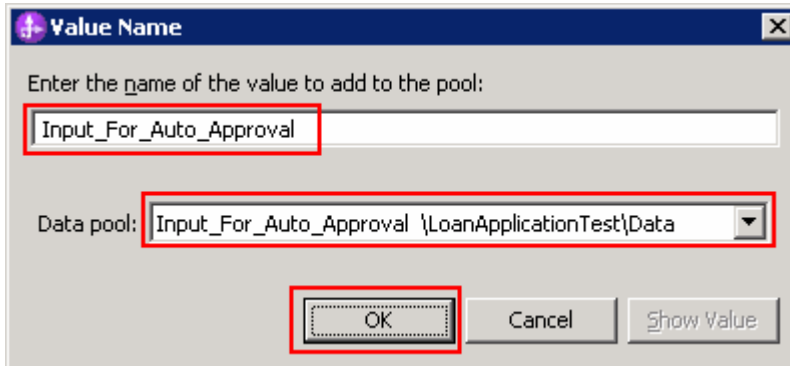 Value Name
Enter the name of the value to add to the pool:
Input_For_Auto_Approval
Data pool: Input_For_Auto_Approval \LoanApplicationTest\Data
OK Cancel Show Value